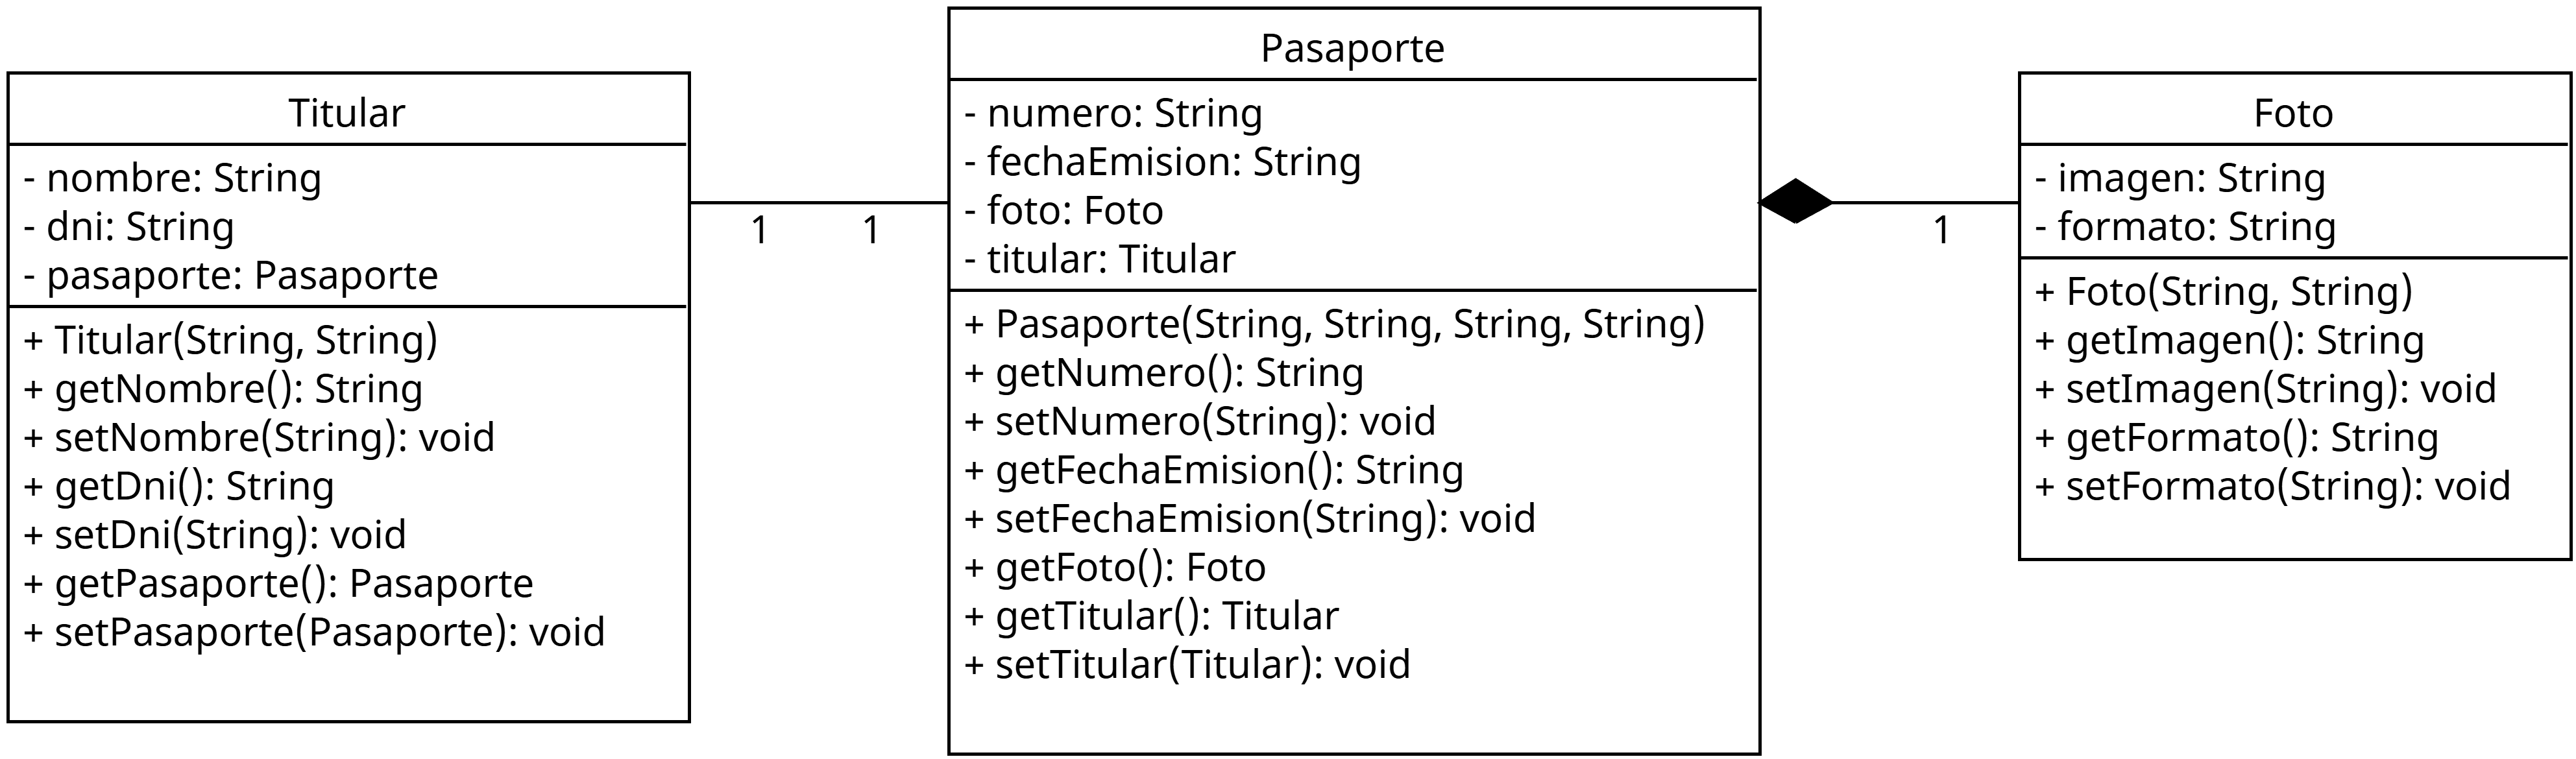 Titular
- nombre: String
- dni: String
- pasaporte: Pasaporte
+ Titular(String, String)
+ getNombre(): String
+ setNombre(String): void
+ getDni(): String
+ setDni(String): void
+ getPasaporte(): Pasaporte
+ setPasaporte(Pasaporte): void
1 1
Pasaporte
- numero: String
- fechaEmision: String
- foto: Foto
- titular: Titular
+ Pasaporte(String, String, String, String)
+ getNumero(): String
+ setNumero(String): void
+ getFechaEmision(): String
+ setFechaEmision(String): void
+ getFoto(): Foto
+ getTitular(): Titular
+ setTitular(Titular): void
1
Foto
- imagen: String
- formato: String
+ Foto(String, String)
+ getImagen(): String
+ setImagen(String): void
+ getFormato(): String
+ setFormato(String): void